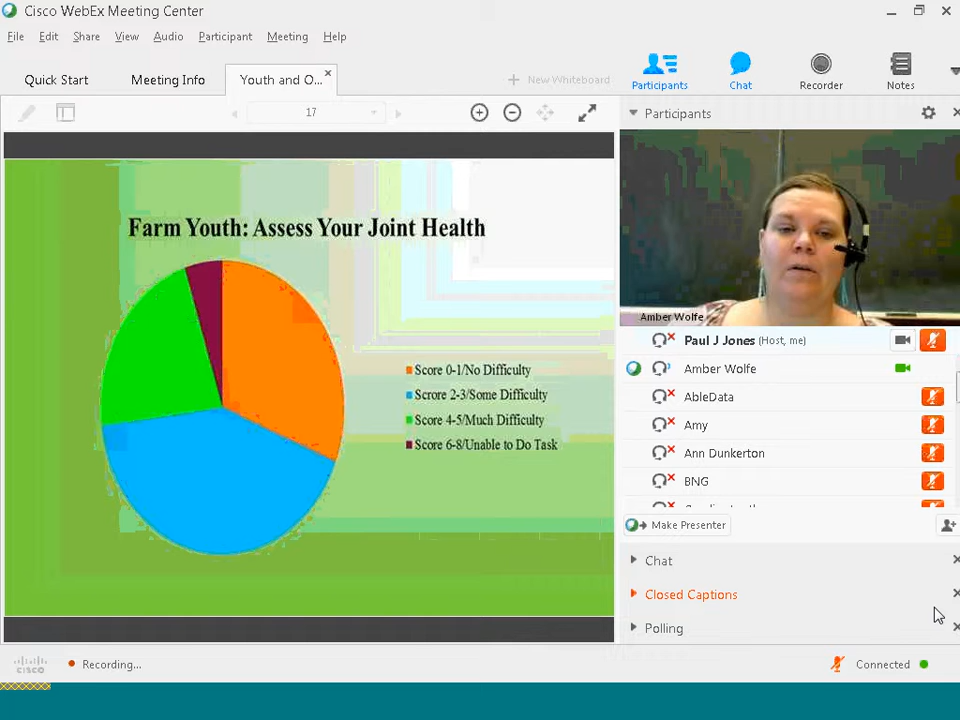 Cisco WebEx Meeting Center
File Edit Share View Audio Participant Meeting Help
Quick Start Meeting Info Youth and O... New Whiteboard
Participants Chat Recorder Notes
17
Participants
Farm Youth: Assess Your Joint Health
Score 0-1/No Difficulty
Scrore 2-3/Some Difficulty
Score 4-5/Much Difficulty
Score 6-8/Unable to Do Task
Amber Wolfe
Paul J Jones (Host, me)
Amber Wolfe
AbleData
Amy
Ann Dunkerton
BNG
Make Presenter
Chat
Closed Captions
Polling
cisco
Recording...
Connected